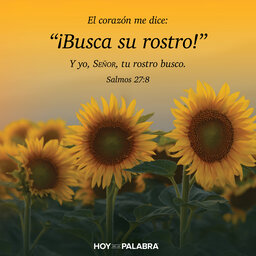 El corazón me dice:
“¡Busca su rostro!”
Y yo, SEÑOR, tu rostro busco.
Salmos 27:8
HOY EN LA PALABRA